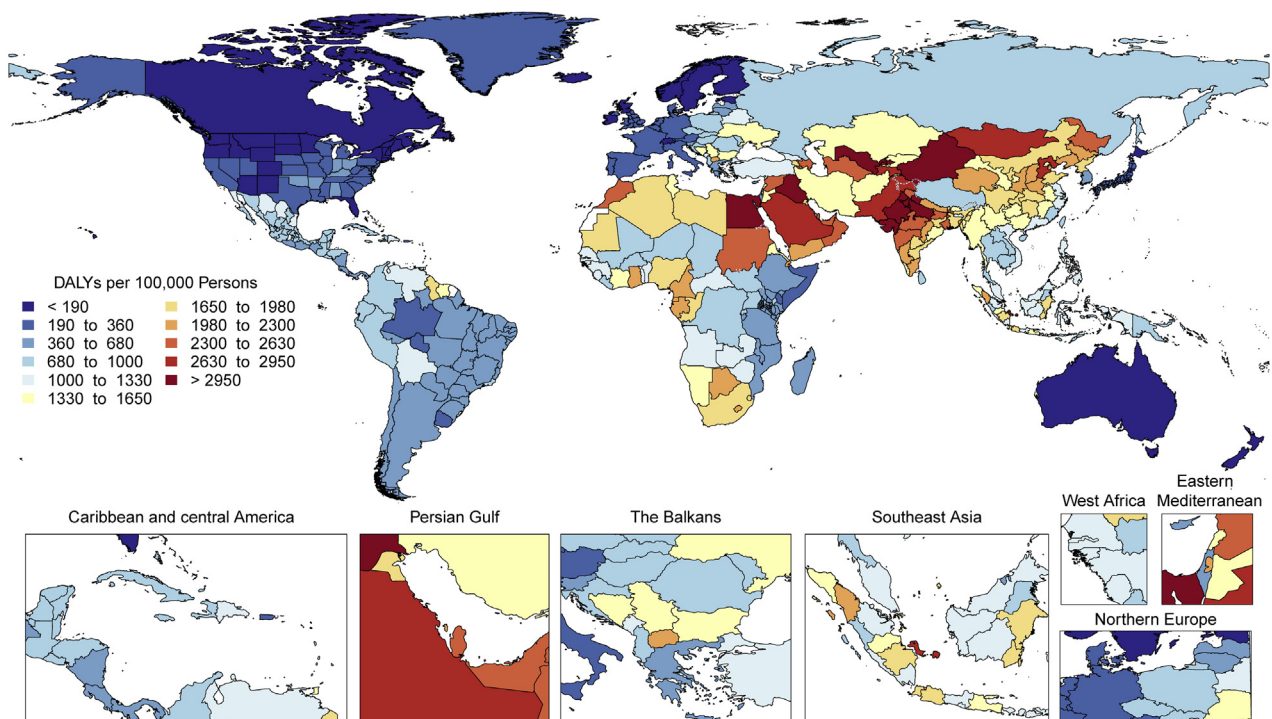 DALYs per 100,000 Persons
< 190
190 to 360
360 to 680
680 to 1000
1000 to 1330
1330 to 1650
1650 to 1980
1980 to 2300
2300 to 2630
2630 to 2950
> 2950
Caribbean and central America
Persian Gulf
The Balkans
Southeast Asia
West Africa
Eastern
Mediterranean
Northern Europe